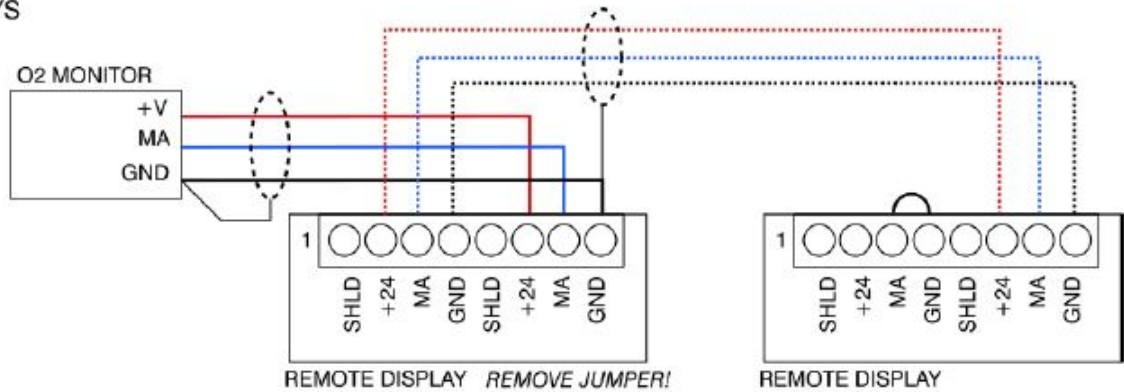 O2 MONITOR
+V
MA
GND
1 SHLD +24 MA GND SHLD +24 MA GND
1 SHLD +24 MA GND SHLD +24 MA GND
REMOTE DISPLAY REMOVE JUMPER!
REMOTE DISPLAY